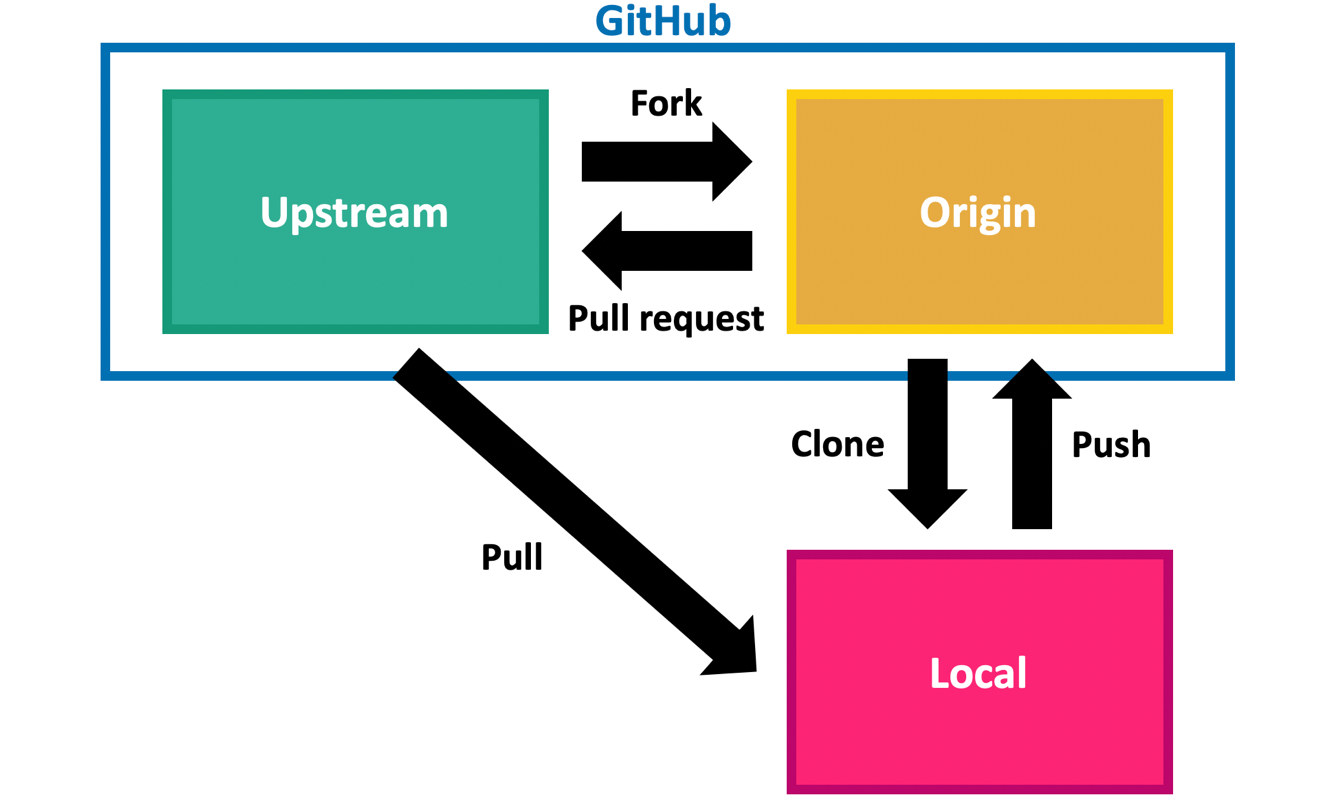 GitHub
Fork
Upstream
Origin
Pull request
Clone
Push
Pull
Local